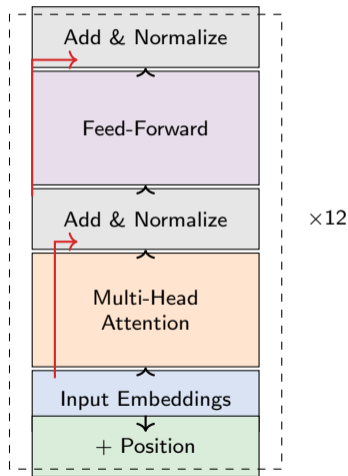 Add & Normalize
Feed-Forward
Add & Normalize
×12
Multi-Head
Attention
Input Embeddings
+ Position